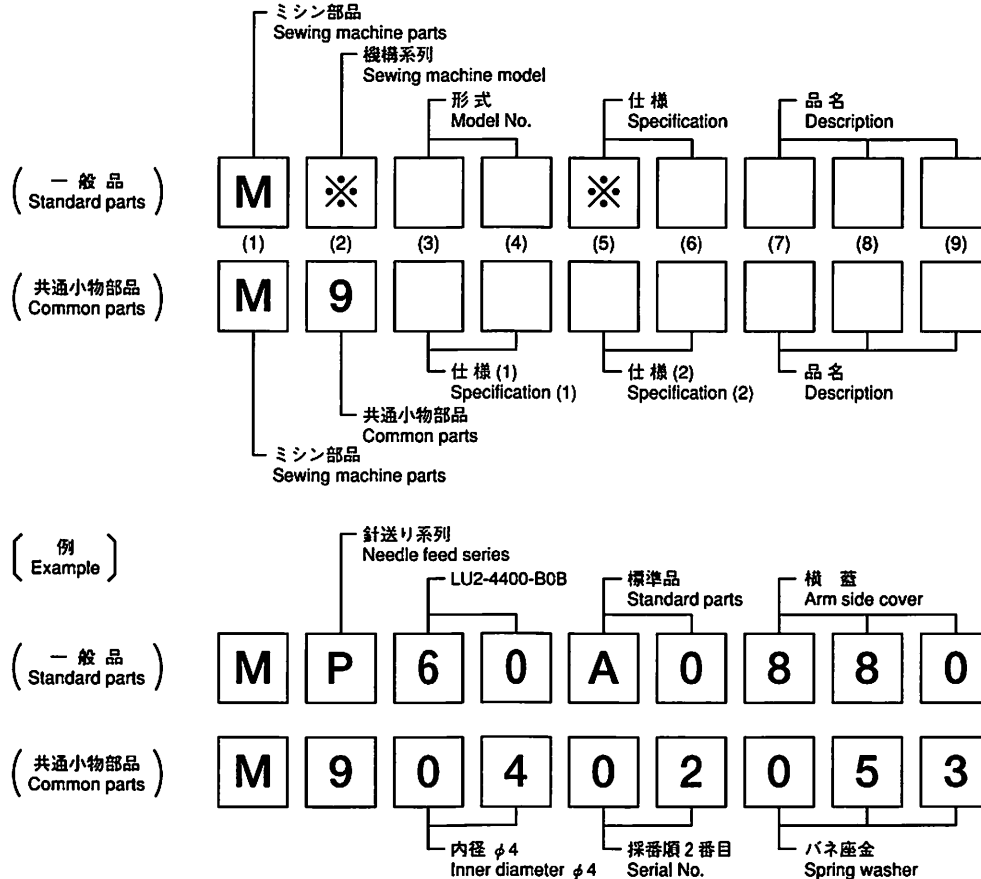 ミシン部品
Sewing machine parts
機構系列
Sewing machine model
形式
Model No.
仕様
Specification
品名
Description
一般品
Standard parts
M ※ ※
(1) (2) (3) (4) (5) (6) (7) (8) (9)
共通小物部品
Common parts
M 9
仕様 (1)
Specification (1)
仕様 (2)
Specification (2)
品名
Description
共通小物部品
Common parts
ミシン部品
Sewing machine parts
例
Example
針送り系列
Needle feed series
LU2-4400-B0B
標準品
Standard parts
横蓋
Arm side cover
一般品
Standard parts
M P 6 0 A 0 8 8 0
共通小物部品
Common parts
M 9 0 4 0 2 0 5 3
内径 φ4
Inner diameter φ4
採番順2番目
Serial No.
バネ座金
Spring washer